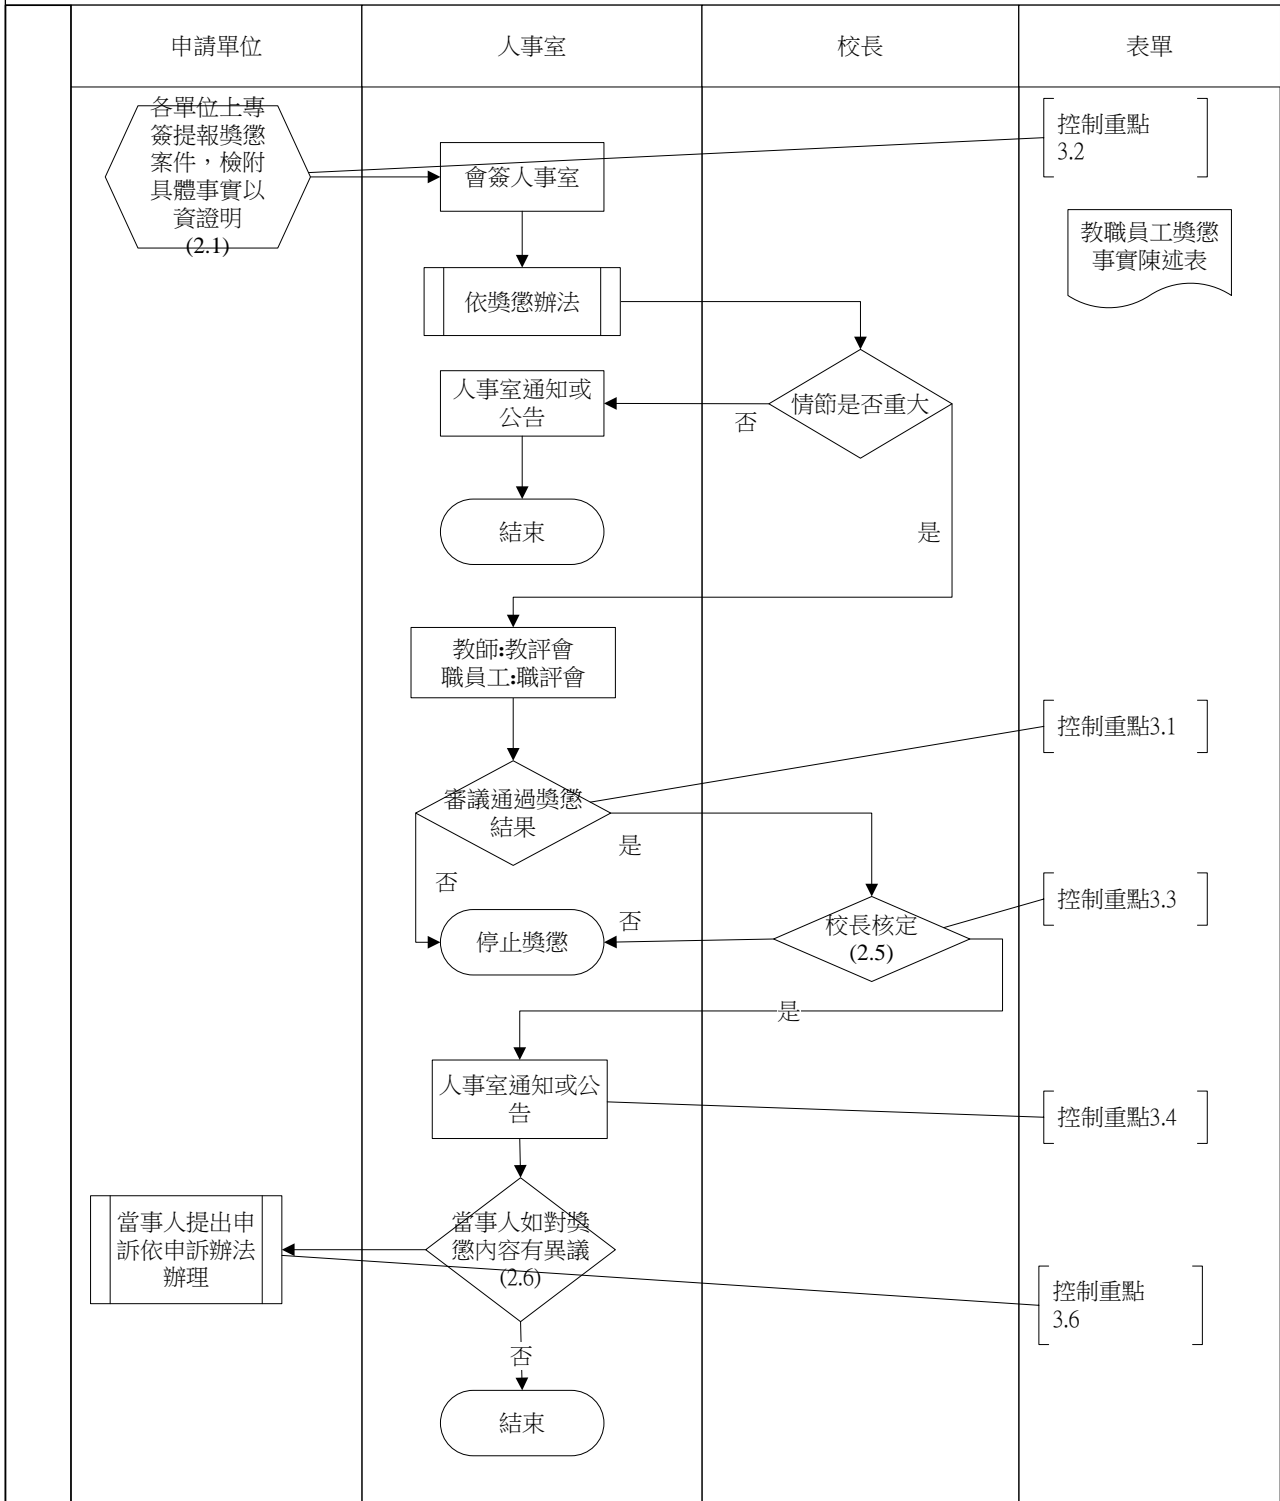 申請單位
人事室
校長
表單
各單位上專
簽提報獎懲
案件，檢附
具體事實以
資證明
(2.1)
會簽人事室
控制重點
3.2
教職員工獎懲
事實陳述表
依獎懲辦法
情節是否重大
人事室通知或
公告
否
結束
是
教師:教評會
職員工:職評會
控制重點3.1
審議通過獎懲
結果
是
否
停止獎懲
否
校長核定
(2.5)
控制重點3.3
是
人事室通知或公
告
控制重點3.4
當事人提出申
訴依申訴辦法
辦理
當事人如對獎
懲內容有異議
(2.6)
控制重點
3.6
否
結束